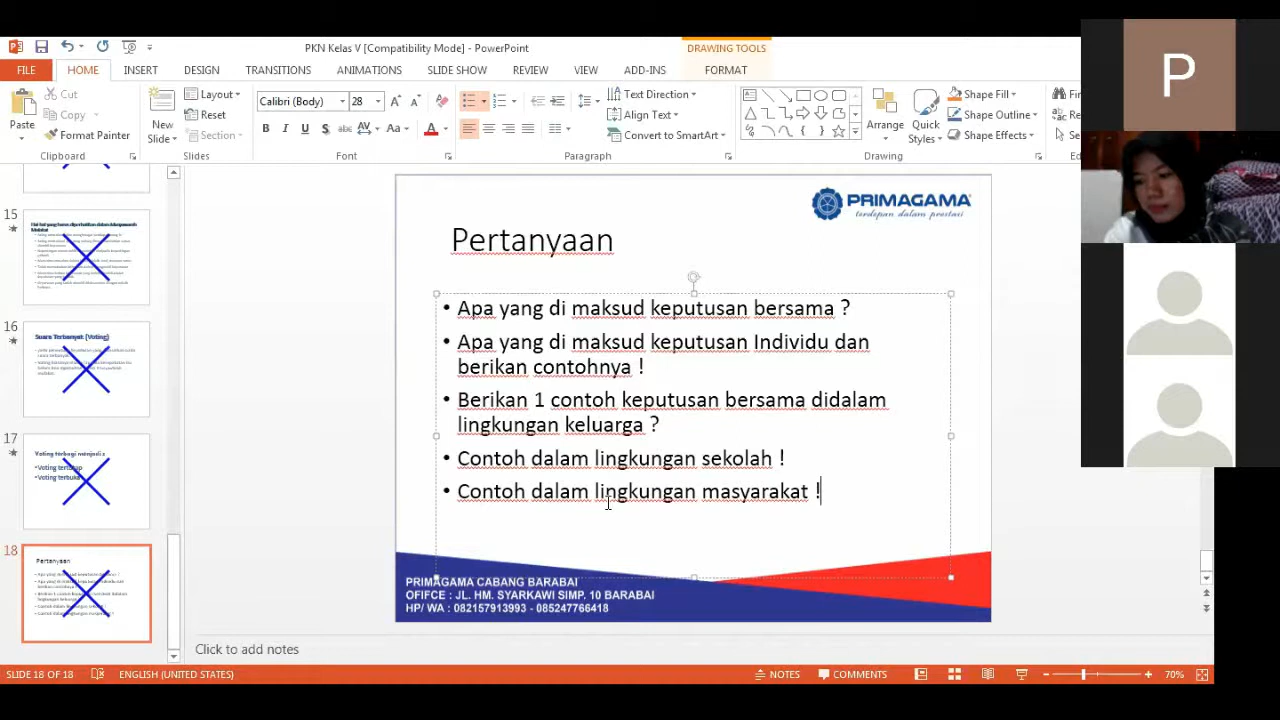 PKN Kelas V [Compatibility Mode] - PowerPoint
DRAWING TOOLS
FILE HOME INSERT DESIGN TRANSITIONS ANIMATIONS SLIDE SHOW REVIEW VIEW ADD-INS FORMAT
Paste
Cut
Copy
Format Painter
Clipboard
New Slide
Layout
Reset
Section
Slides
Calibri (Body) 28
Font
Text Direction
Align Text
Convert to SmartArt
Paragraph
Arrange
Quick Styles
Shape Fill
Shape Outline
Shape Effects
Drawing
P
15
16
Suara Terbanyak (Voting)
17
Voting terbagi menjadi :
18
Pertanyaan
PRIMAGAMA
terdepan dalam prestasi
Pertanyaan
• Apa yang di maksud keputusan bersama ?
• Apa yang di maksud keputusan Individu dan
berikan contohnya !
• Berikan 1 contoh keputusan bersama didalam
lingkungan keluarga ?
• Contoh dalam lingkungan sekolah !
• Contoh dalam lingkungan masyarakat !
PRIMAGAMA CABANG BARABAI
OFIFCE : JL. HM. SYARKAWI SIMP. 10 BARABAI
HP/ WA : 082157913993 - 085247766418
Click to add notes
SLIDE 18 OF 18 ENGLISH (UNITED STATES) NOTES COMMENTS 70%